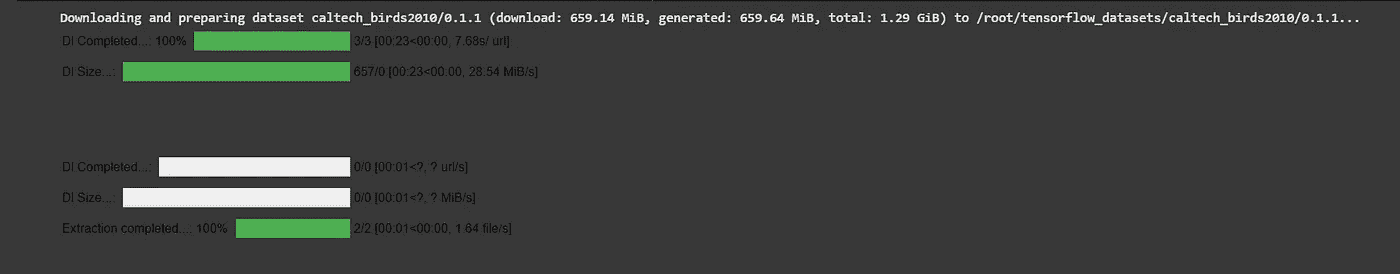 Downloading and preparing dataset caltech_birds2010/0.1.1 (download: 659.14 MiB, generated: 659.64 MiB, total: 1.29 GiB) to /root/tensorflow_datasets/caltech_birds2010/0.1.1...
Dl Completed...: 100% 3/3 [00:23<00:00, 7.68s/ url]
Dl Size...: 657/0 [00:23<00:00, 28.54 MiB/s]
Dl Completed...: 0/0 [00:01<?, ? url/s]
Dl Size...: 0/0 [00:01<?, ? MiB/s]
Extraction completed...: 100% 2/2 [00:01<00:00, 1.64 file/s]